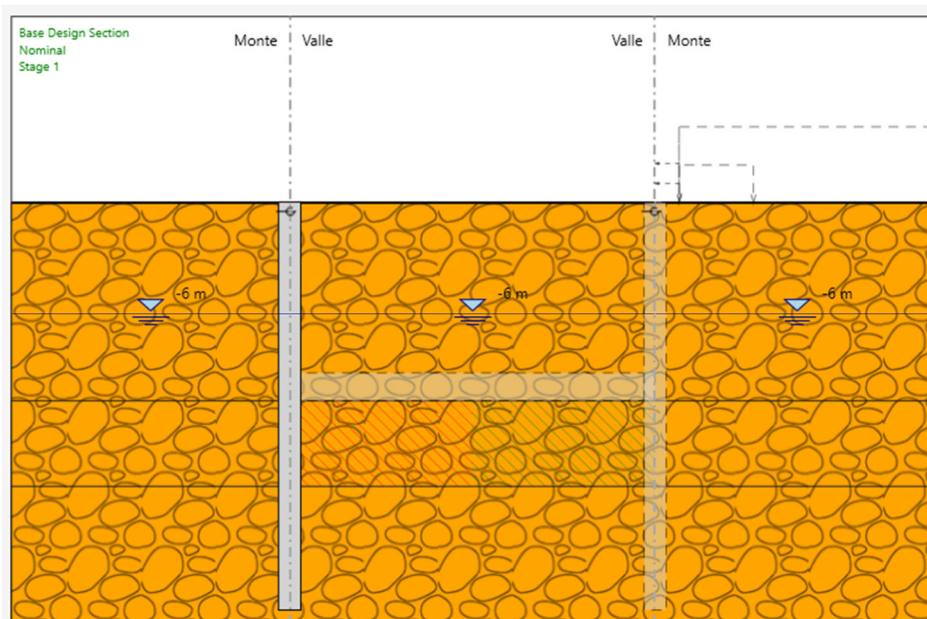 Base Design Section
Nominal
Stage 1
Monte Valle
Valle Monte
-6 m
-6 m
-6 m